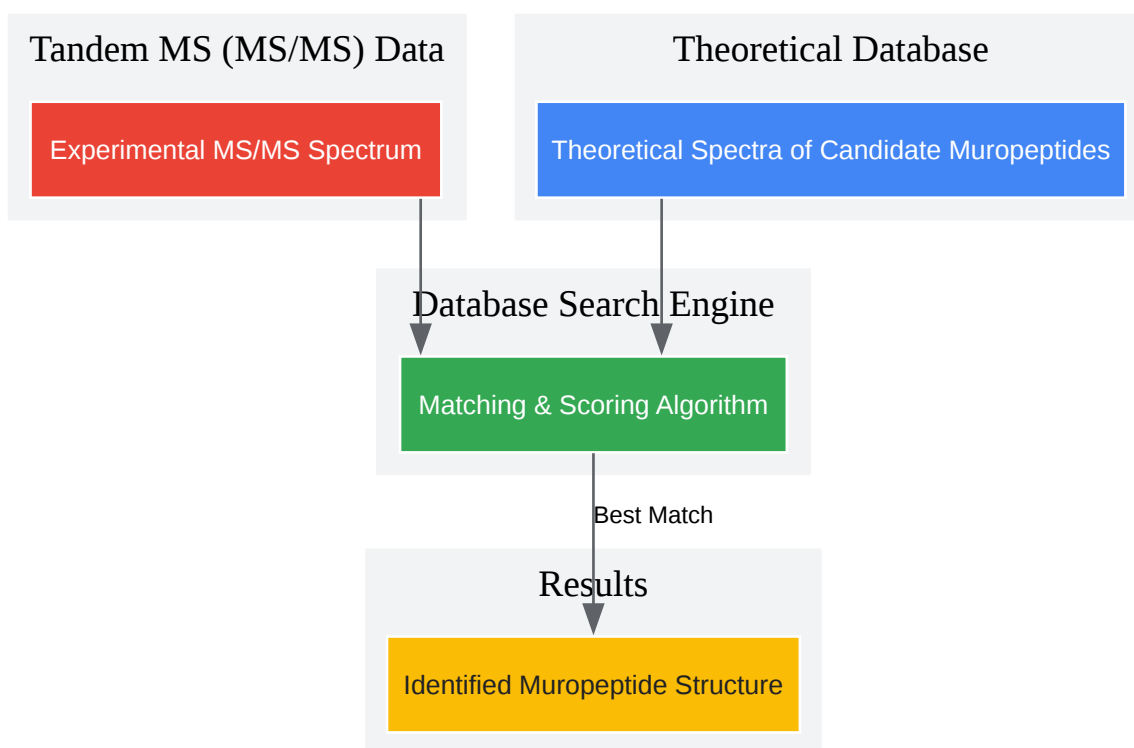 Tandem MS (MS/MS) Data
Theoretical Database
Experimental MS/MS Spectrum
Theoretical Spectra of Candidate Muropeptides
Database Search Engine
Matching & Scoring Algorithm
Best Match
Results
Identified Muropeptide Structure